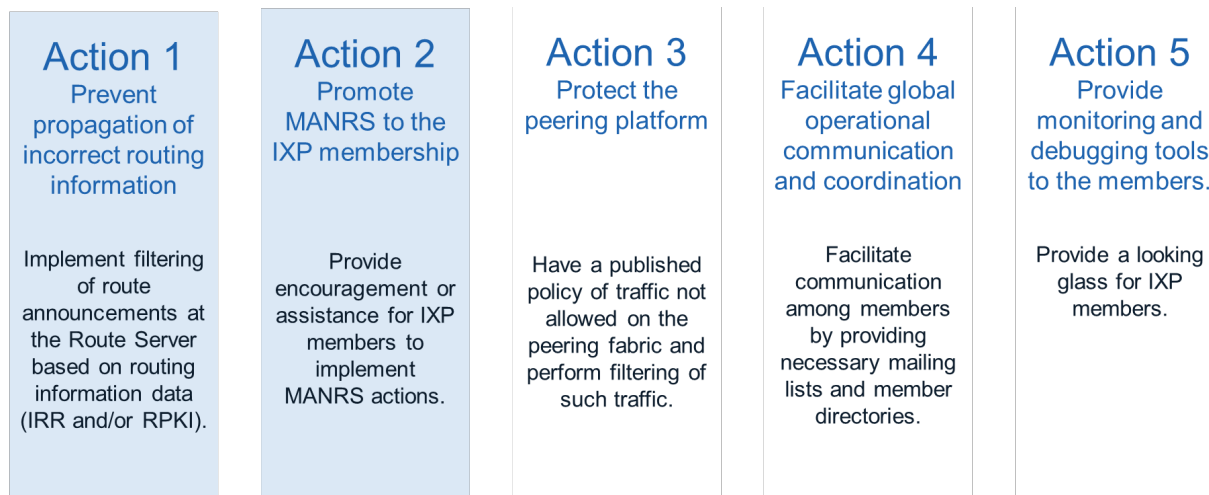 Action 1
Prevent
propagation of
incorrect routing
information
Implement filtering
of route
announcements at
the Route Server
based on routing
information data
(IRR and/or RPKI).
Action 2
Promote
MANRS to the
IXP membership
Provide
encouragement or
assistance for IXP
members to
implement
MANRS actions.
Action 3
Protect the
peering platform
Have a published
policy of traffic not
allowed on the
peering fabric and
perform filtering of
such traffic.
Action 4
Facilitate global
operational
communication
and coordination
Facilitate
communication
among members
by providing
necessary mailing
lists and member
directories.
Action 5
Provide
monitoring and
debugging tools
to the members.
Provide a looking
glass for IXP
members.